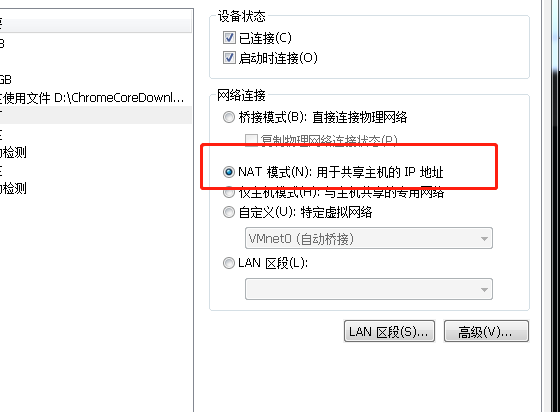 要
GB
使用文件 D:\ChromeCoreDownl...
动检测
动检测
设备状态
已连接(C)
启动时连接(O)
网络连接
桥接模式(B): 直接连接物理网络
复制物理网络连接状态(P)
NAT 模式(N): 用于共享主机的 IP 地址
仅主机模式(H): 与主机共享的专用网络
自定义(U): 特定虚拟网络
VMnet0 (自动桥接)
LAN 区段(L):
LAN 区段(S)...
高级(V)...